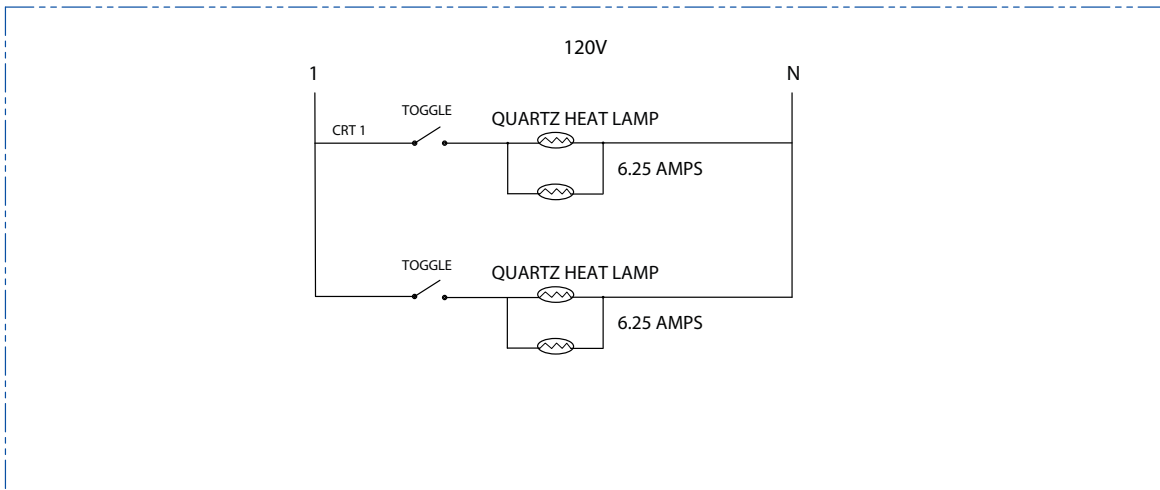 120V
1
N
TOGGLE
QUARTZ HEAT LAMP
CRT 1
6.25 AMPS
TOGGLE
QUARTZ HEAT LAMP
6.25 AMPS